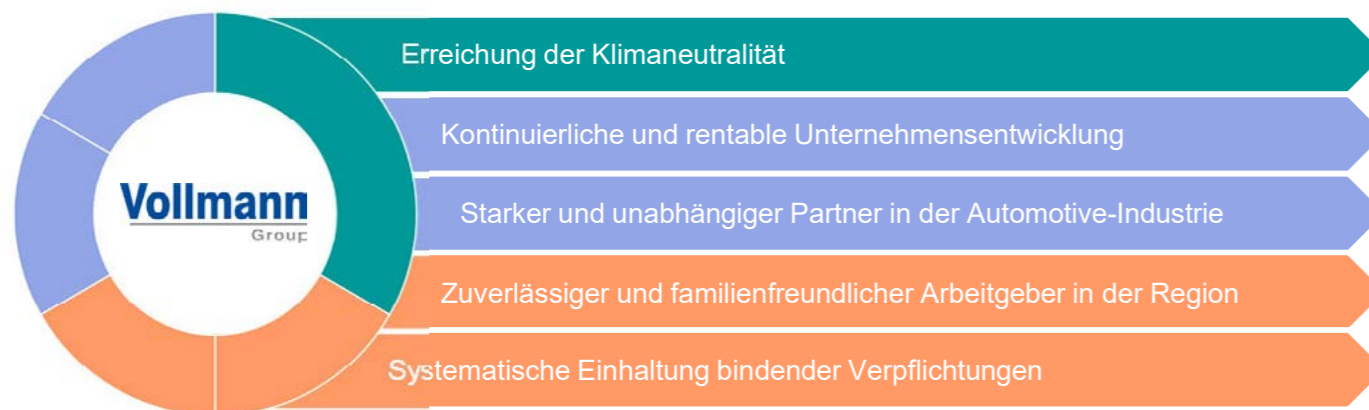 Erreichung der Klimaneutralität
Kontinuierliche und rentable Unternehmensentwicklung
Vollmann
Group
Starker und unabhängiger Partner in der Automotive-Industrie
Zuverlässiger und familienfreundlicher Arbeitgeber in der Region
Systematische Einhaltung bindender Verpflichtungen